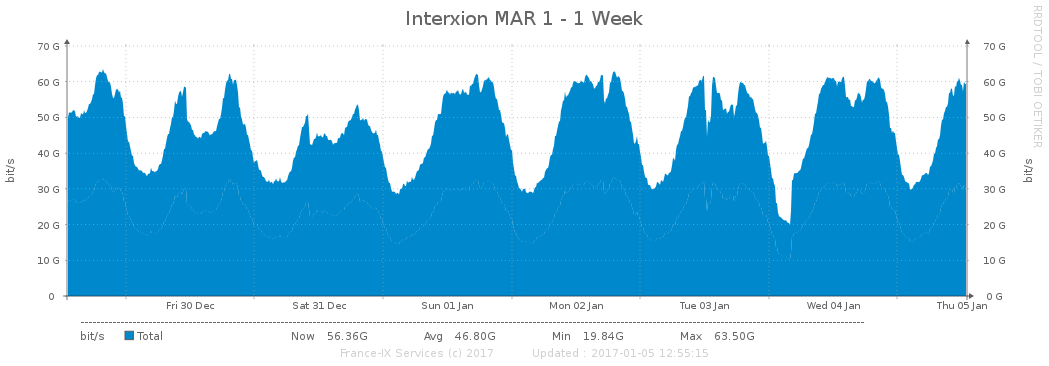 Interxion MAR 1 - 1 Week
RRDTOOL / TOBI OETIKER
bit/s
70 G
60 G
50 G
40 G
30 G
20 G
10 G
0
70 G
60 G
50 G
40 G
30 G
20 G
10 G
0 G
bit/s
Fri 30 Dec Sat 31 Dec Sun 01 Jan Mon 02 Jan Tue 03 Jan Wed 04 Jan Thu 05 Jan
bit/s Total Now 56.36G Avg 46.80G Min 19.84G Max 63.50G
France-IX Services (c) 2017 Updated : 2017-01-05 12:55:15